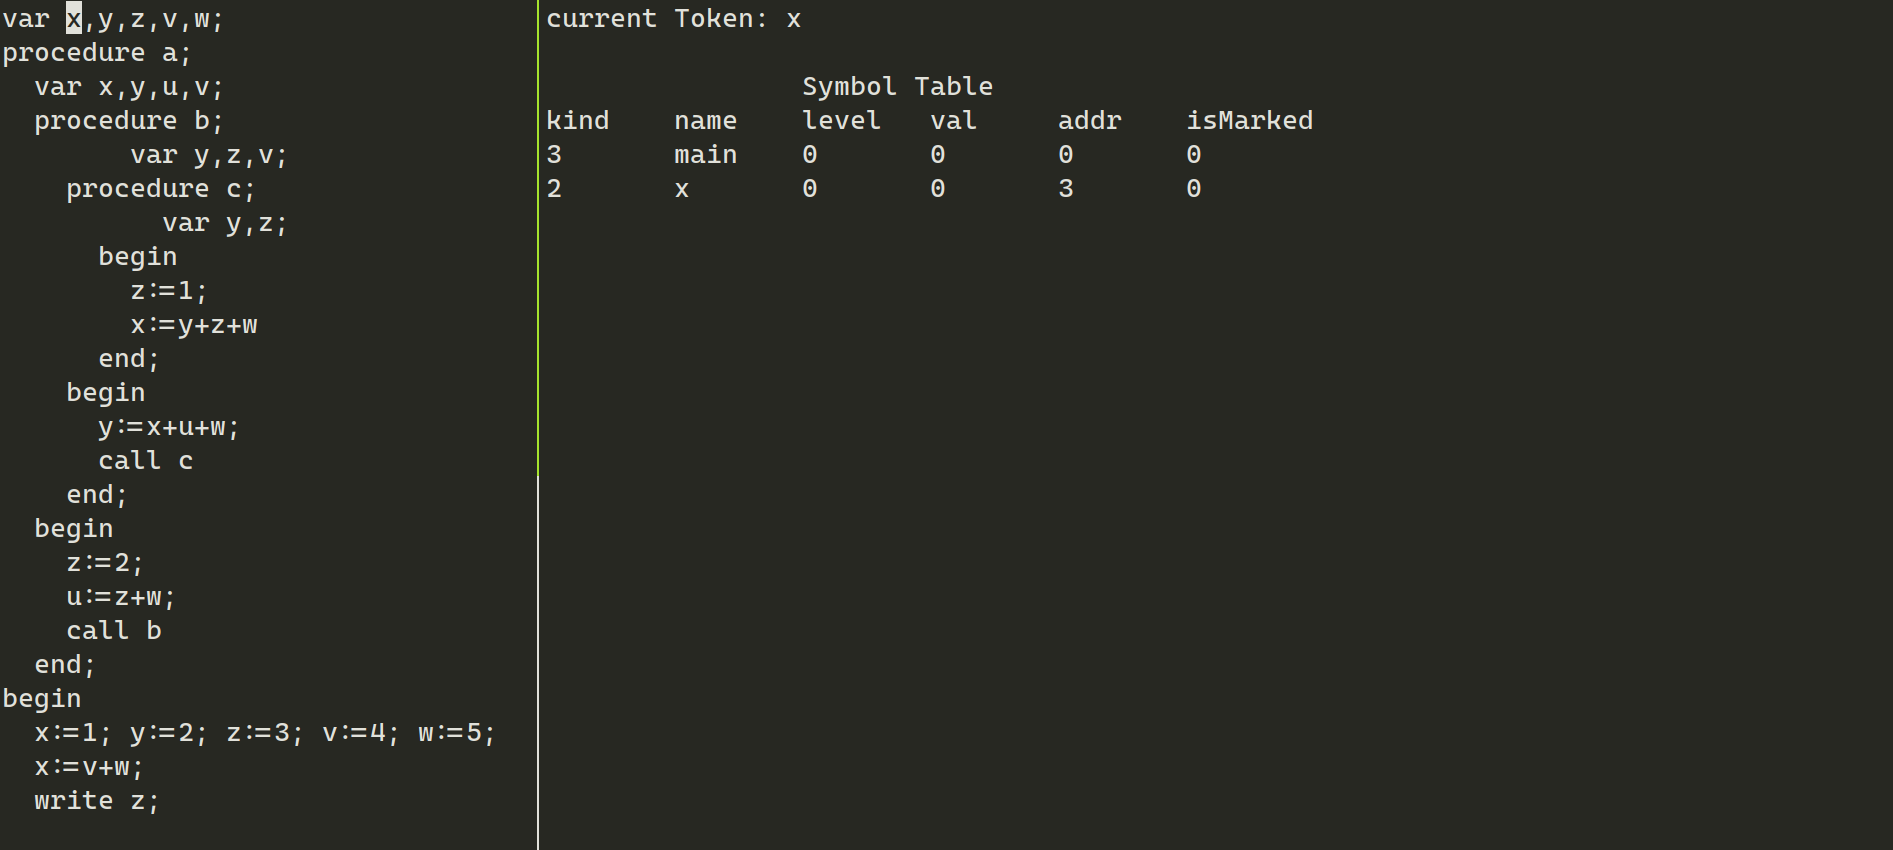 var x,y,z,v,w;
procedure a;
  var x,y,u,v;
  procedure b;
        var y,z,v;
    procedure c;
          var y,z;
      begin
        z:=1;
        x:=y+z+w
      end;
    begin
      y:=x+u+w;
      call c
    end;
  begin
    z:=2;
    u:=z+w;
    call b
  end;
begin
  x:=1; y:=2; z:=3; v:=4; w:=5;
  x:=v+w;
  write z;
current Token: x
Symbol Table
kind    name    level   val     addr    isMarked
3       main    0       0       0       0
2       x       0       0       3       0